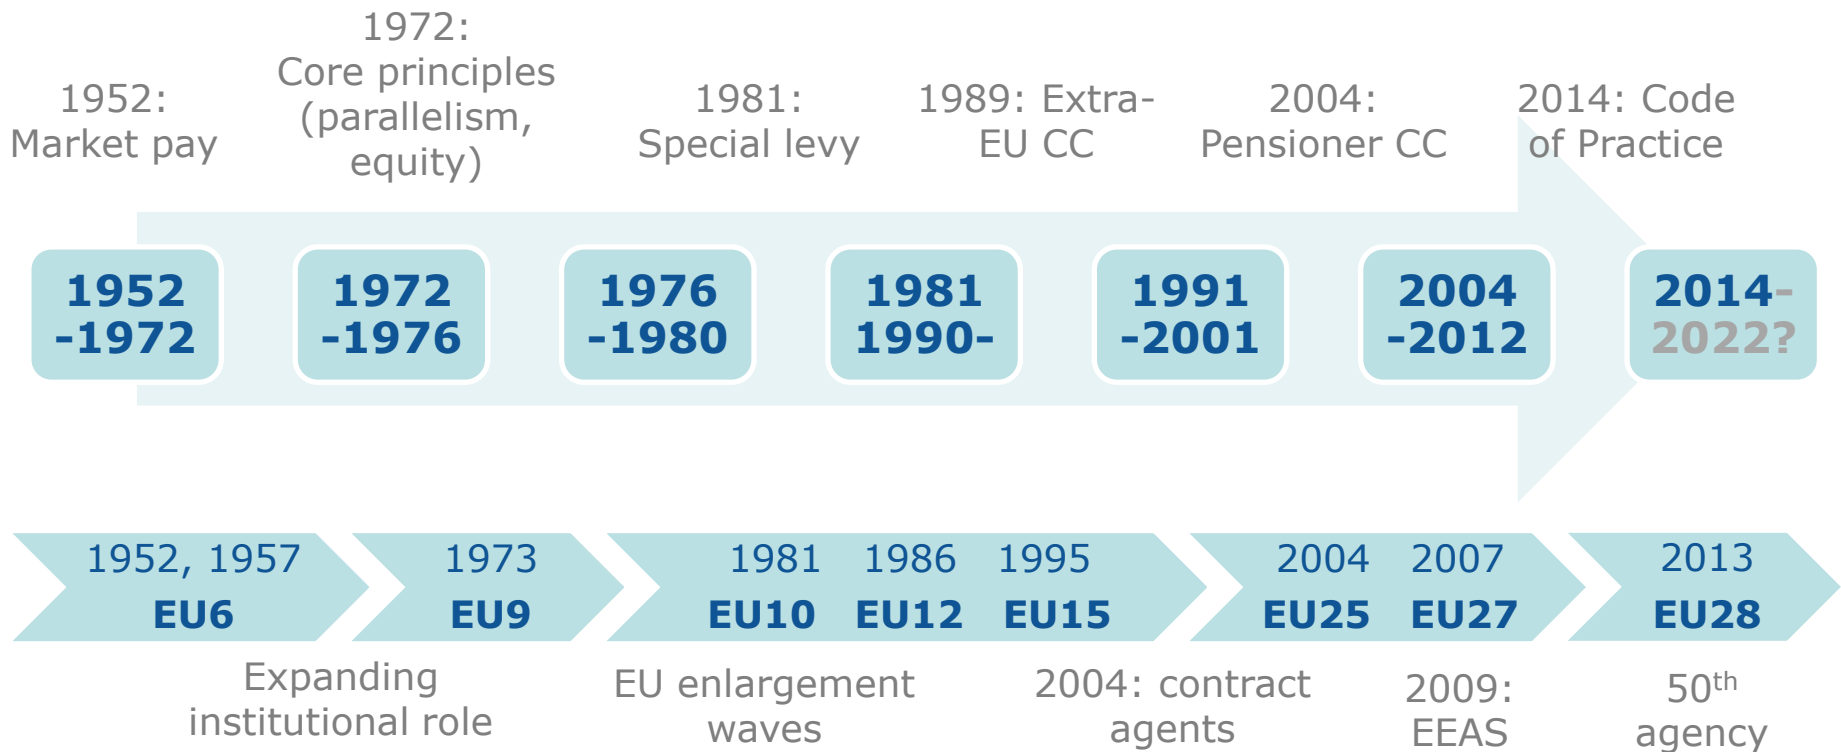 1952:
Market pay
1972:
Core principles
(parallelism,
equity)
1981:
Special levy
1989: Extra-
EU CC
2004:
Pensioner CC
2014: Code
of Practice
1952
-1972
1972
-1976
1976
-1980
1981
1990-
1991
-2001
2004
-2012
2014-
2022?
1952, 1957
EU6
1973
EU9
1981 1986 1995
EU10 EU12 EU15
2004 2007
EU25 EU27
2013
EU28
Expanding
institutional role
EU enlargement
waves
2004: contract
agents
2009:
EEAS
50th
agency